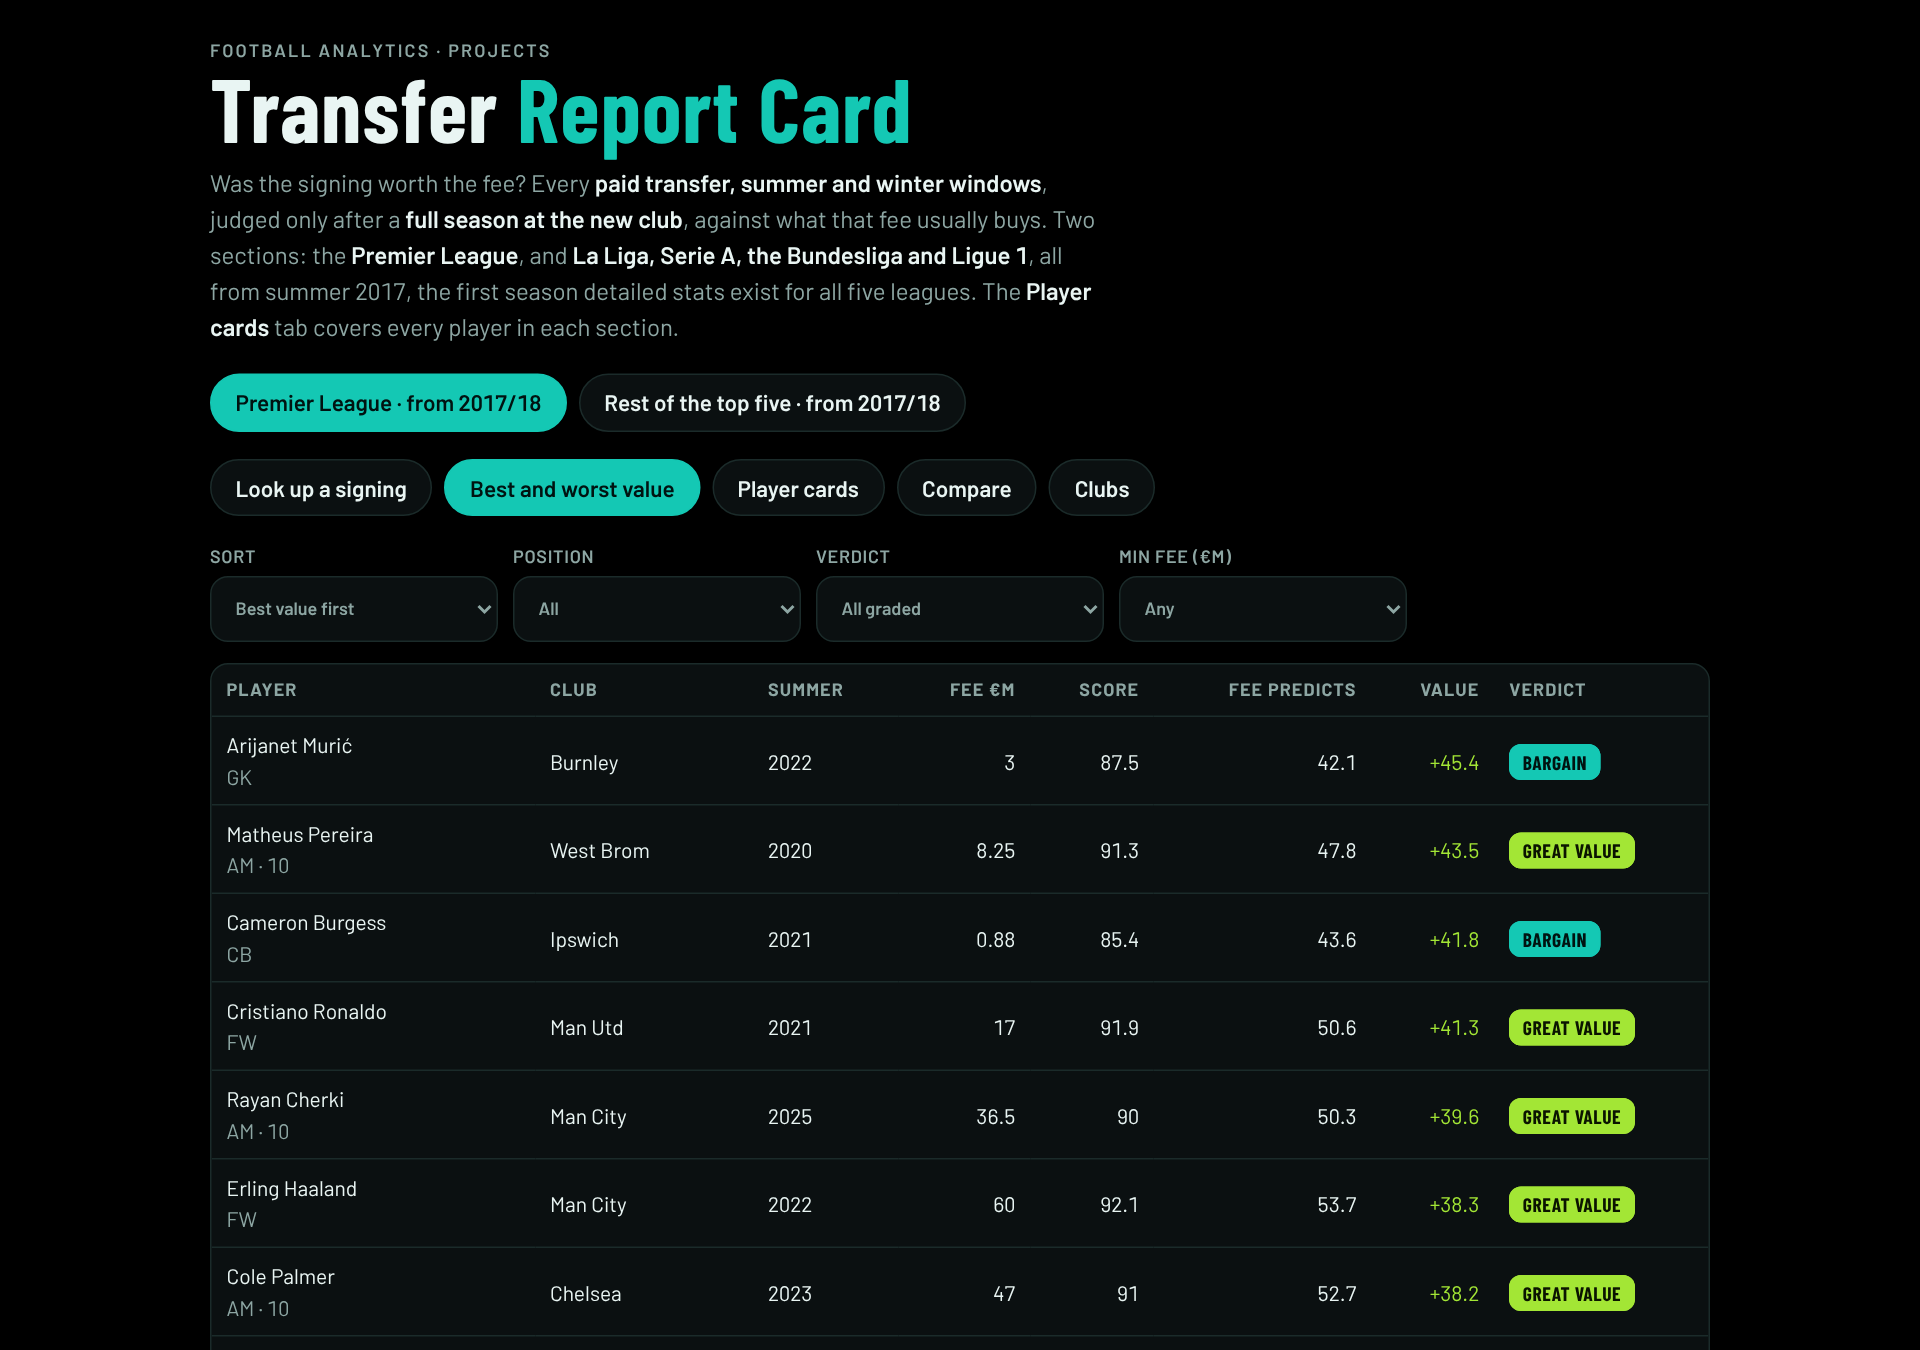 FOOTBALL ANALYTICS · PROJECTS
Transfer Report Card
Was the signing worth the fee? Every paid transfer, summer and winter windows,
judged only after a full season at the new club, against what that fee usually buys. Two
sections: the Premier League, and La Liga, Serie A, the Bundesliga and Ligue 1, all
from summer 2017, the first season detailed stats exist for all five leagues. The Player
cards tab covers every player in each section.
Premier League · from 2017/18 Rest of the top five · from 2017/18
Look up a signing Best and worst value Player cards Compare Clubs
SORT POSITION VERDICT MIN FEE (€M)
Best value first All All graded Any
PLAYER CLUB SUMMER FEE €M SCORE FEE PREDICTS VALUE VERDICT
Arijanet Murić
GK
Burnley 2022 3 87.5 42.1 +45.4 BARGAIN
Matheus Pereira
AM · 10
West Brom 2020 8.25 91.3 47.8 +43.5 GREAT VALUE
Cameron Burgess
CB
Ipswich 2021 0.88 85.4 43.6 +41.8 BARGAIN
Cristiano Ronaldo
FW
Man Utd 2021 17 91.9 50.6 +41.3 GREAT VALUE
Rayan Cherki
AM · 10
Man City 2025 36.5 90 50.3 +39.6 GREAT VALUE
Erling Haaland
FW
Man City 2022 60 92.1 53.7 +38.3 GREAT VALUE
Cole Palmer
AM · 10
Chelsea 2023 47 91 52.7 +38.2 GREAT VALUE